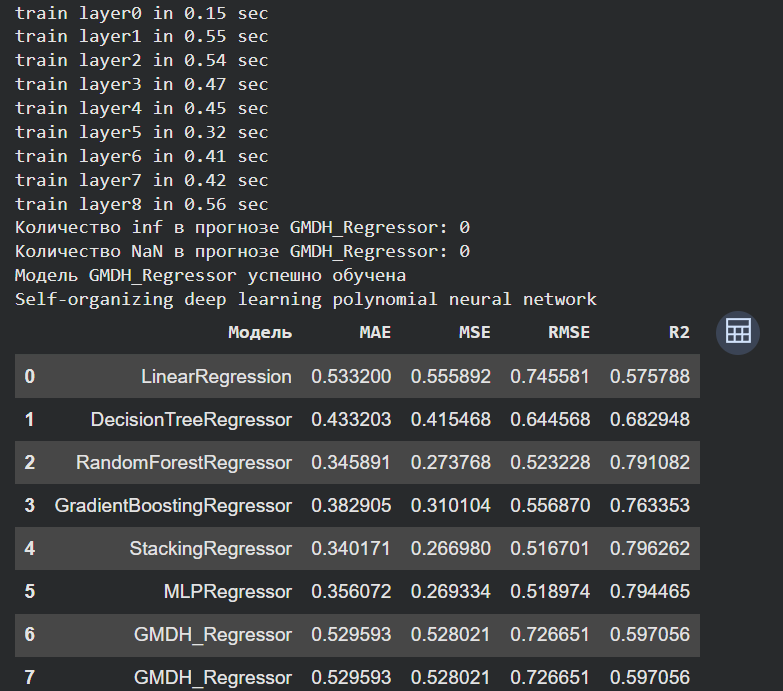 train layer0 in 0.15 sec
train layer1 in 0.55 sec
train layer2 in 0.54 sec
train layer3 in 0.47 sec
train layer4 in 0.45 sec
train layer5 in 0.32 sec
train layer6 in 0.41 sec
train layer7 in 0.42 sec
train layer8 in 0.56 sec
Количество inf в прогнозе GMDH_Regressor: 0
Количество NaN в прогнозе GMDH_Regressor: 0
Модель GMDH_Regressor успешно обучена
Self-organizing deep learning polynomial neural network
Модель MAE MSE RMSE R2
0 LinearRegression 0.533200 0.555892 0.745581 0.575788
1 DecisionTreeRegressor 0.433203 0.415468 0.644568 0.682948
2 RandomForestRegressor 0.345891 0.273768 0.523228 0.791082
3 GradientBoostingRegressor 0.382905 0.310104 0.556870 0.763353
4 StackingRegressor 0.340171 0.266980 0.516701 0.796262
5 MLPRegressor 0.356072 0.269334 0.518974 0.794465
6 GMDH_Regressor 0.529593 0.528021 0.726651 0.597056
7 GMDH_Regressor 0.529593 0.528021 0.726651 0.597056